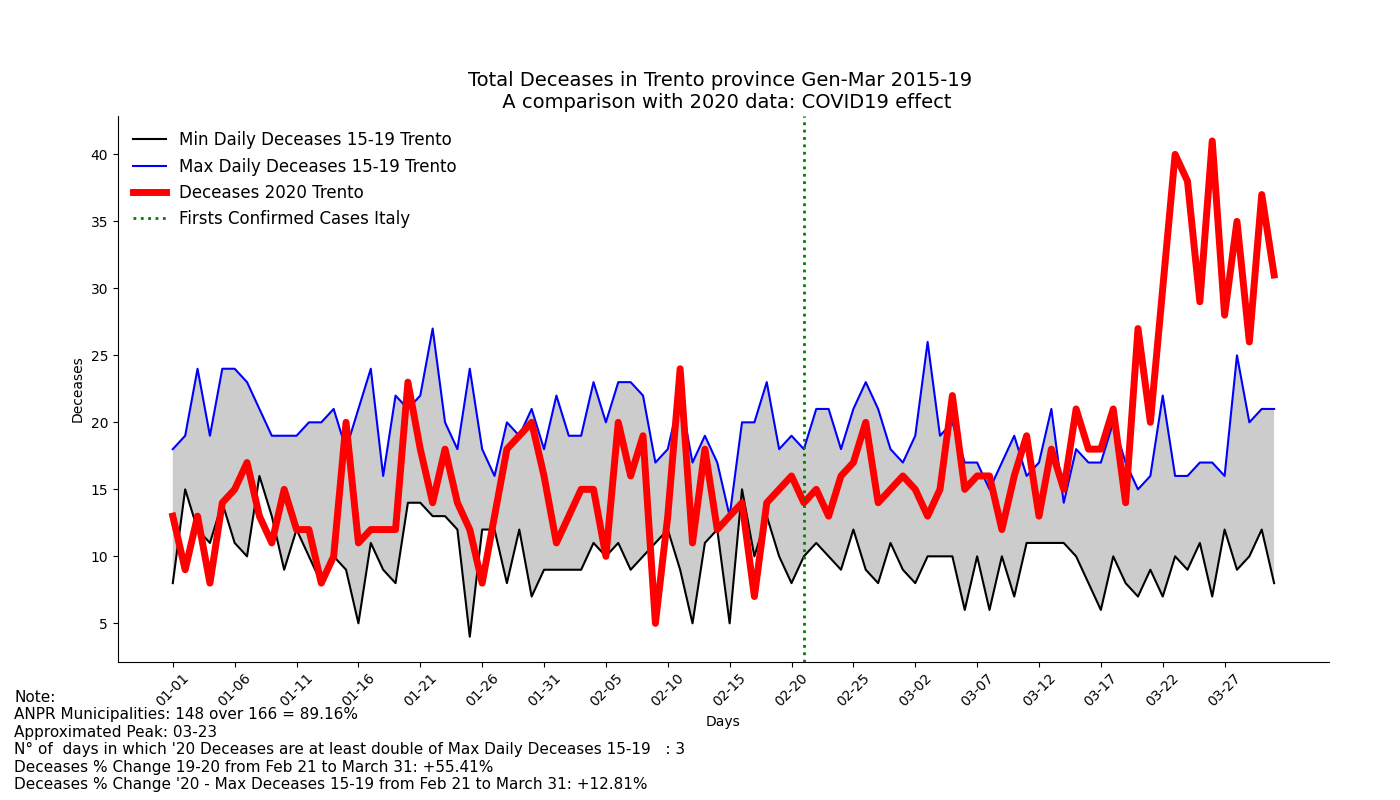 Total Deceases in Trento province Gen-Mar 2015-19
A comparison with 2020 data: COVID19 effect
Min Daily Deceases 15-19 Trento
Max Daily Deceases 15-19 Trento
Deceases 2020 Trento
Firsts Confirmed Cases Italy
Deceases
40
35
30
25
20
15
10
5
01-01
01-06
01-11
01-16
01-21
01-26
01-31
02-05
02-10
02-15
02-20
02-25
03-02
03-07
03-12
03-17
03-22
03-27
Days
Note:
ANPR Municipalities: 148 over 166 = 89.16%
Approximated Peak: 03-23
N° of  days in which '20 Deceases are at least double of Max Daily Deceases 15-19   : 3
Deceases % Change 19-20 from Feb 21 to March 31: +55.41%
Deceases % Change '20 - Max Deceases 15-19 from Feb 21 to March 31: +12.81%